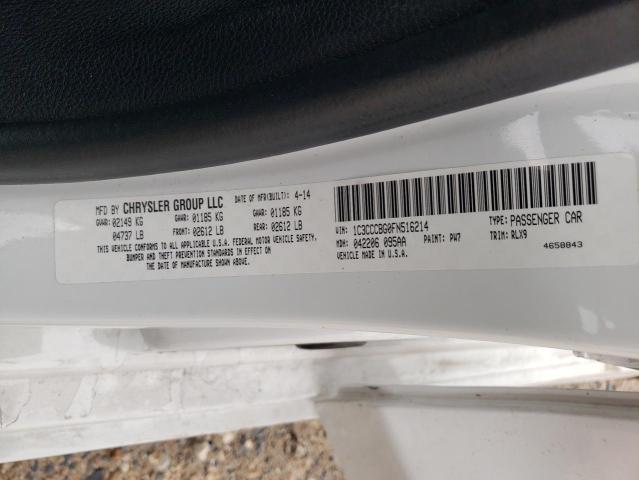 MFD BY CHRYSLER GROUP LLC DATE OF MFR(BUILT): 4-14
GVWR: 02149 KG GAWR: 01185 KG GAWR: 01185 KG
04737 LB FRONT: 02612 LB REAR: 02612 LB
THIS VEHICLE CONFORMS TO ALL APPLICABLE U.S.A. FEDERAL MOTOR VEHICLE SAFETY,
BUMPER AND THEFT PREVENTION STANDARDS IN EFFECT ON
THE DATE OF MANUFACTURE SHOWN ABOVE.
VIN: 1C3CCCBG0FN516214 TYPE: PASSENGER CAR
MDH: 042206 095AA PAINT: PW7 TRIM: RLX9
VEHICLE MADE IN U.S.A. 4658843